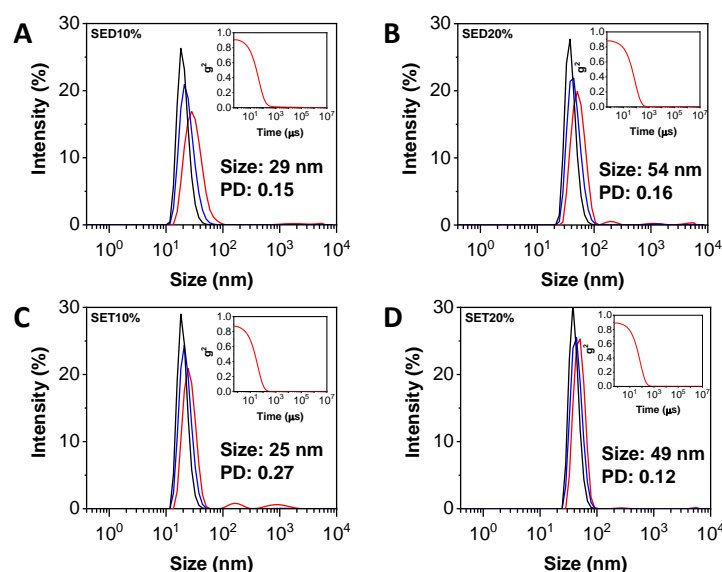 A
SED10%
30
20
10
0
Intensity (%)
10⁰ 10¹ 10² 10³ 10⁴
Size (nm)
1.0
0.8
0.6
0.4
0.2
0.0
g²
10¹ 10³ 10⁵ 10⁷
Time (μs)
Size: 29 nm
PD: 0.15
B
SED20%
30
20
10
0
Intensity (%)
10⁰ 10¹ 10² 10³ 10⁴
Size (nm)
1.0
0.8
0.6
0.4
0.2
0.0
g²
10¹ 10³ 10⁵ 10⁷
Time (μs)
Size: 54 nm
PD: 0.16
C
SET10%
30
20
10
0
Intensity (%)
10⁰ 10¹ 10² 10³ 10⁴
Size (nm)
1.0
0.8
0.6
0.4
0.2
0.0
g²
10¹ 10³ 10⁵ 10⁷
Time (μs)
Size: 25 nm
PD: 0.27
D
SET20%
30
20
10
0
Intensity (%)
10⁰ 10¹ 10² 10³ 10⁴
Size (nm)
1.0
0.8
0.6
0.4
0.2
0.0
g²
10¹ 10³ 10⁵ 10⁷
Time (μs)
Size: 49 nm
PD: 0.12